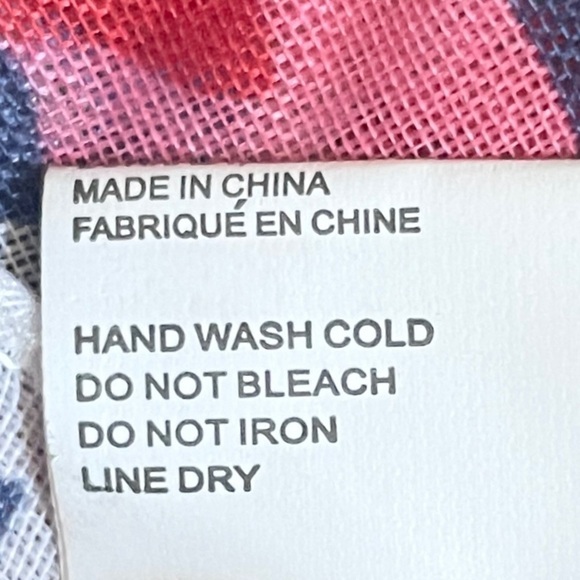 MADE IN CHINA
FABRIQUÉ EN CHINE
HAND WASH COLD
DO NOT BLEACH
DO NOT IRON
LINE DRY